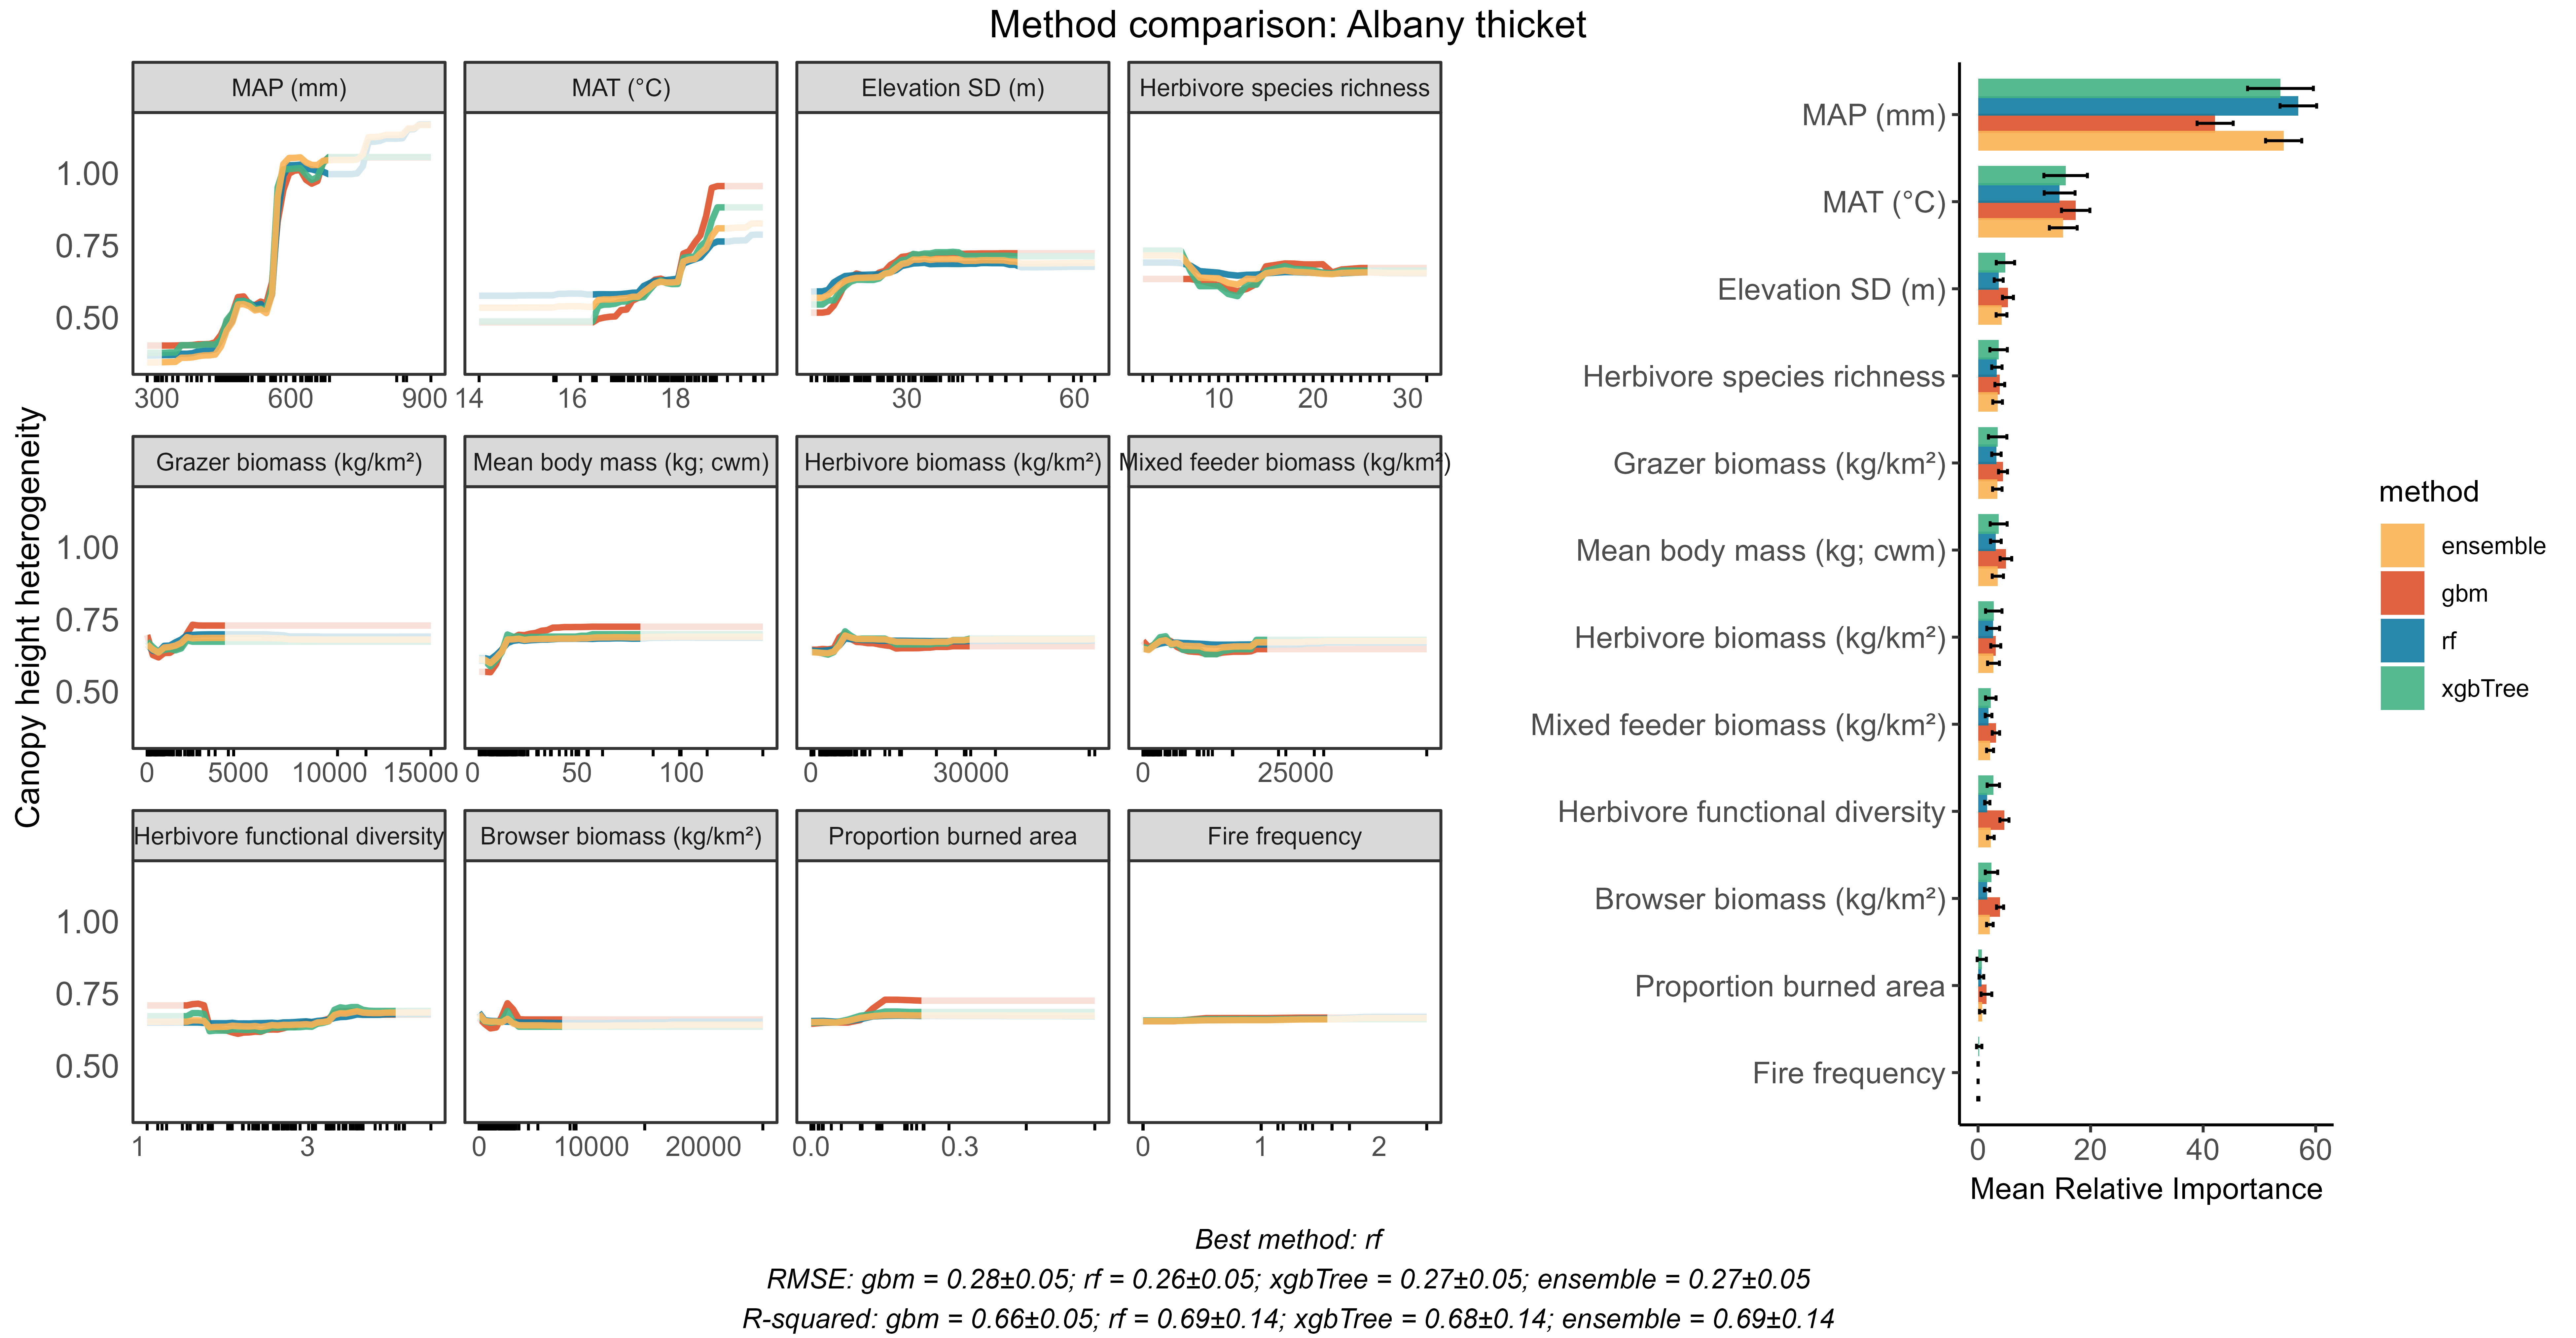 Method comparison: Albany thicket
MAP (mm)
MAT (°C)
Elevation SD (m)
Herbivore species richness
1.00
0.75
0.50
300 600 900
14 16 18
30 60
10 20 30
Grazer biomass (kg/km²)
Mean body mass (kg; cwm)
Herbivore biomass (kg/km²)
Mixed feeder biomass (kg/km²)
1.00
0.75
0.50
0 5000 10000 15000
0 50 100
0 30000
0 25000
Herbivore functional diversity
Browser biomass (kg/km²)
Proportion burned area
Fire frequency
1.00
0.75
0.50
1 3
0 10000 20000
0.0 0.3
0 1 2
Canopy height heterogeneity
MAP (mm)
MAT (°C)
Elevation SD (m)
Herbivore species richness
Grazer biomass (kg/km²)
Mean body mass (kg; cwm)
Herbivore biomass (kg/km²)
Mixed feeder biomass (kg/km²)
Herbivore functional diversity
Browser biomass (kg/km²)
Proportion burned area
Fire frequency
0 20 40 60
Mean Relative Importance
method
ensemble
gbm
rf
xgbTree
Best method: rf
RMSE: gbm = 0.28±0.05; rf = 0.26±0.05; xgbTree = 0.27±0.05; ensemble = 0.27±0.05
R-squared: gbm = 0.66±0.05; rf = 0.69±0.14; xgbTree = 0.68±0.14; ensemble = 0.69±0.14